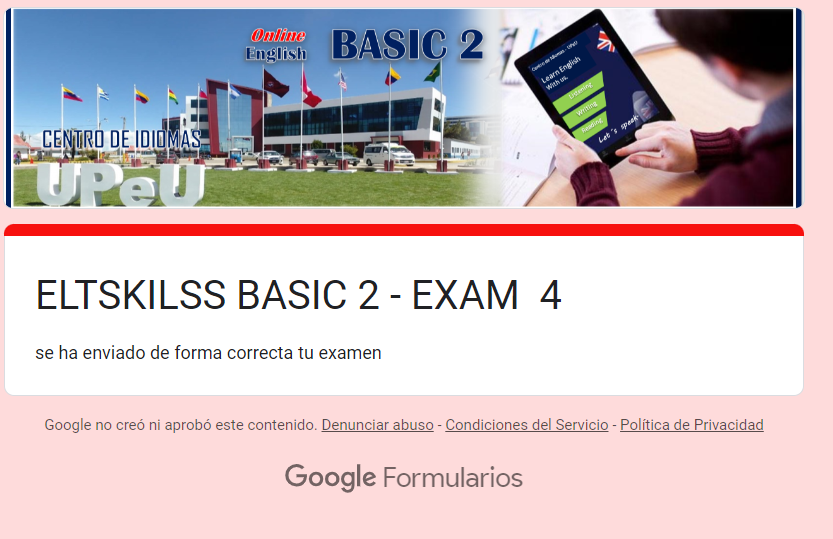 Online
English
BASIC 2
CENTRO DE IDIOMAS
UPeU
Centro de Idiomas - UPeU
Learn English
With us.
Listening
Writing
Reading
Let's speak
ELTSKILSS BASIC 2 - EXAM  4
se ha enviado de forma correcta tu examen
Google no creó ni aprobó este contenido. Denunciar abuso - Condiciones del Servicio - Política de Privacidad
Google Formularios